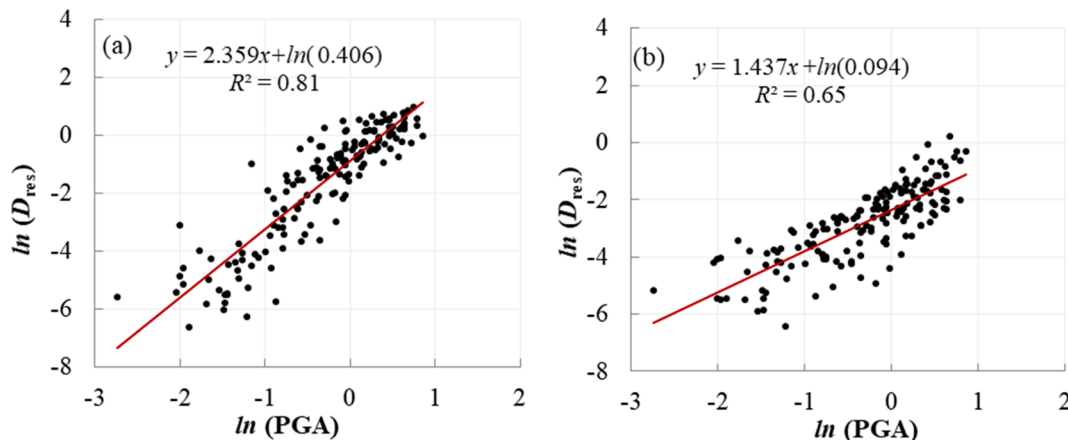 (a)
y = 2.359x+ln(0.406)
R² = 0.81
4
2
0
-2
-4
-6
-8
-3
-2
-1
0
1
2
ln (D_res)
ln (PGA)
(b)
y = 1.437x+ln(0.094)
R² = 0.65
4
2
0
-2
-4
-6
-8
-3
-2
-1
0
1
2
ln (D_res)
ln (PGA)